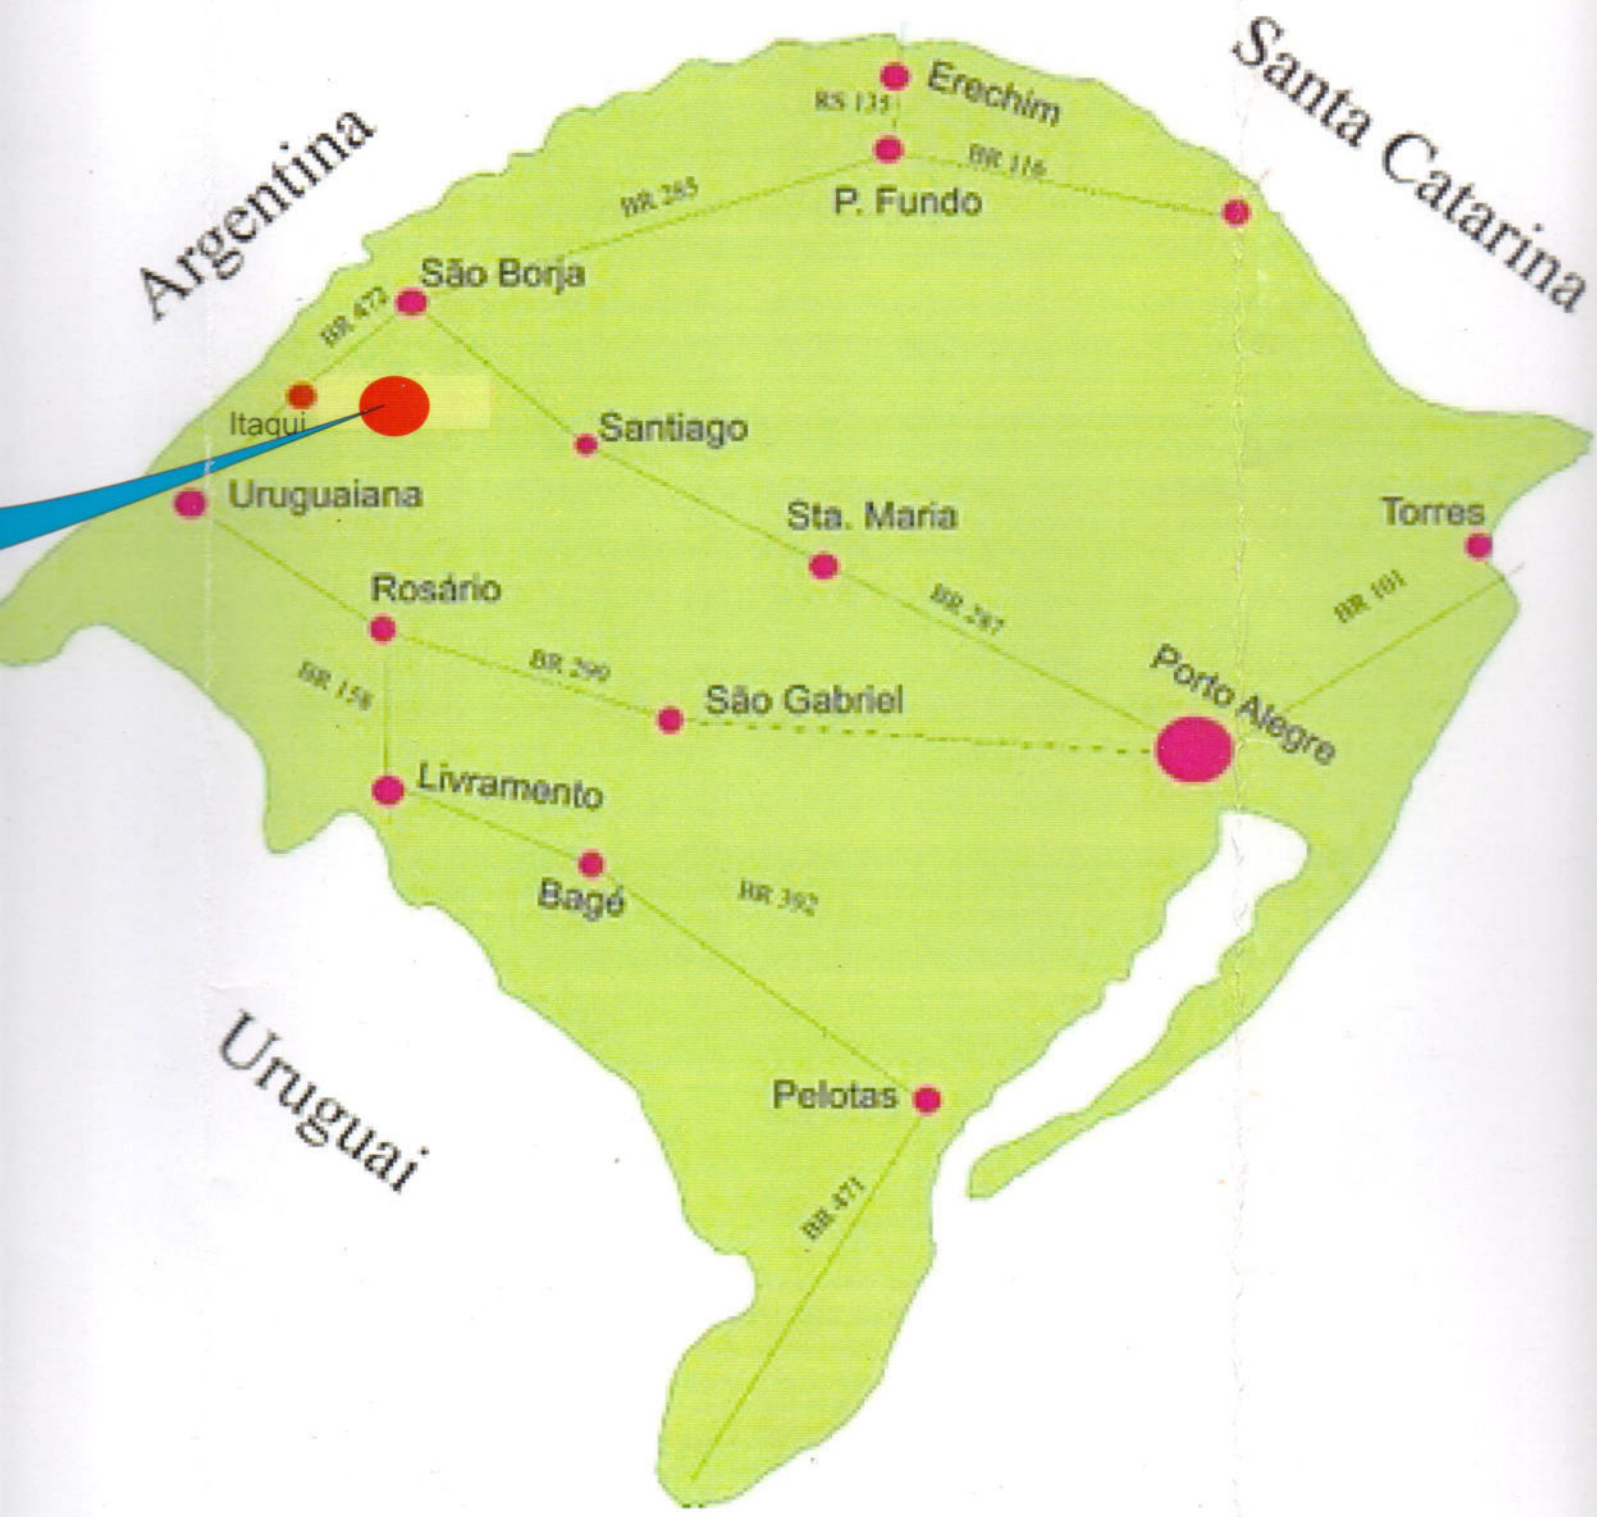 Santa Catarina
Argentina
Erechim
RS 135
BR 116
P. Fundo
BR 285
São Borja
BR 472
Itaqui
Santiago
Uruguaiana
Sta. Maria
Torres
BR 101
Rosário
BR 287
BR 290
BR 158
São Gabriel
Porto Alegre
Livramento
Bagé
BR 392
Uruguai
Pelotas
BR 471